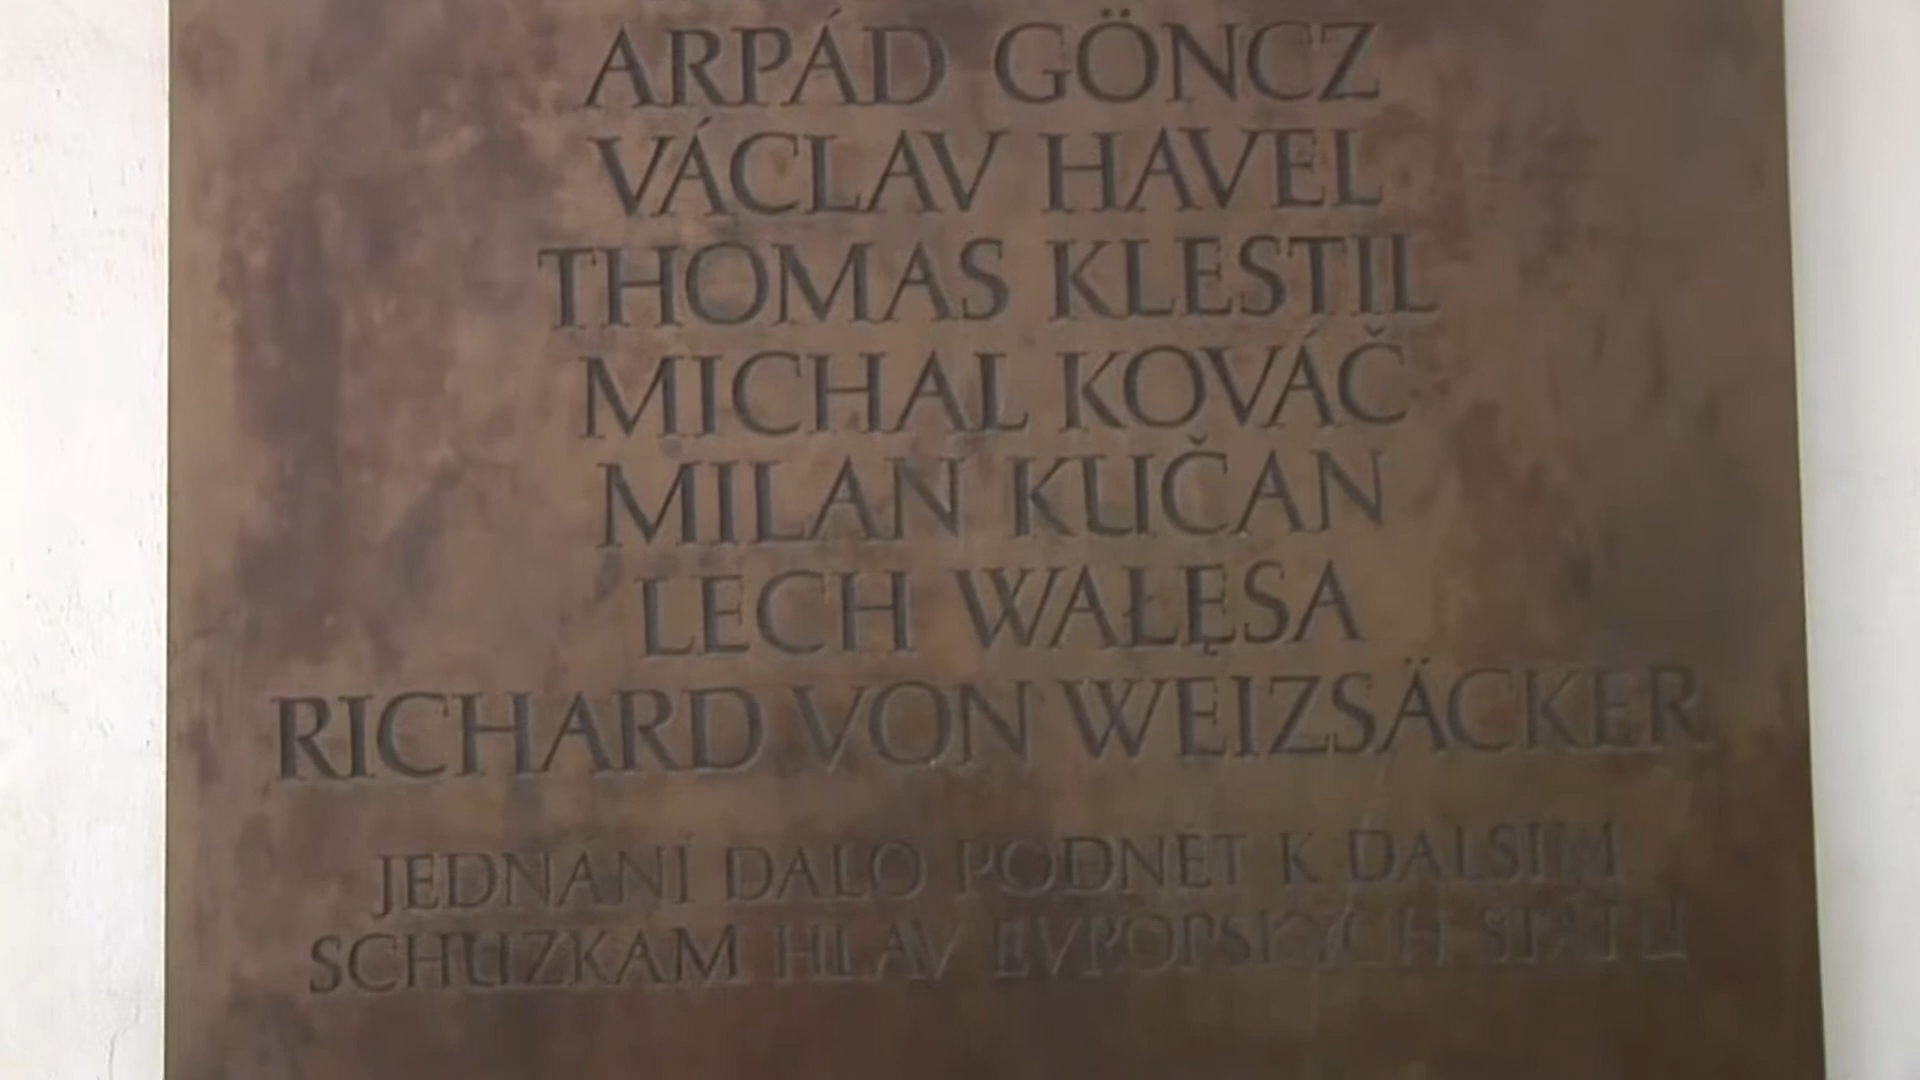 ARPÁD GÖNCZ
VÁCLAV HAVEL
THOMAS KLESTIL
MICHAL KOVÁČ
MILAN KUČAN
LECH WAŁĘSA
RICHARD VON WEIZSÄCKER
JEDNÁNÍ DALO PODNĚT K DALŠÍM
SCHŮZKÁM HLAV EVROPSKÝCH STÁTŮ